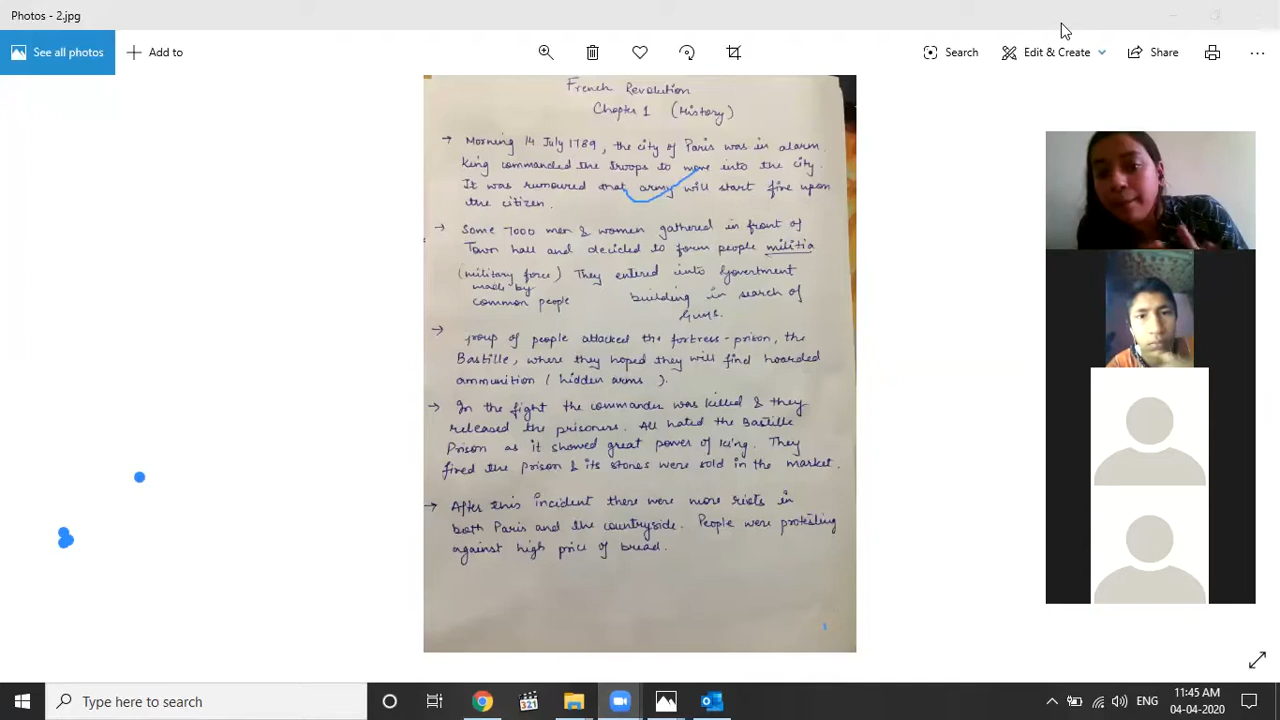 Photos - 2.jpg
See all photos
Add to
Search
Edit & Create
Share
French Revolution
Chapter 1 (History)
→ Morning 14 July 1789, the city of Paris was in alarm.
King commanded the troops to move into the city.
It was rumoured that army will start fire upon
the citizen.
→ Some 7000 men & women gathered in front of
Town hall and decided to form people militia
(military force) They entered into Govertment
made by
common people building in search of
Guns.
→ group of people attacked the fortress-prison, the
Bastille, where they hoped they will find hoarded
ammunition (hidden arms).
→ In the fight the commander was killed & they
released the prisoners. All hated the Bastille
Prison as it showed great power of King. They
fired the prison & its stones were sold in the market.
→ After this incident there were more riots in
both Paris and the countryside. People were protesting
against high price of bread.
Type here to search
321
ENG
11:45 AM
04-04-2020